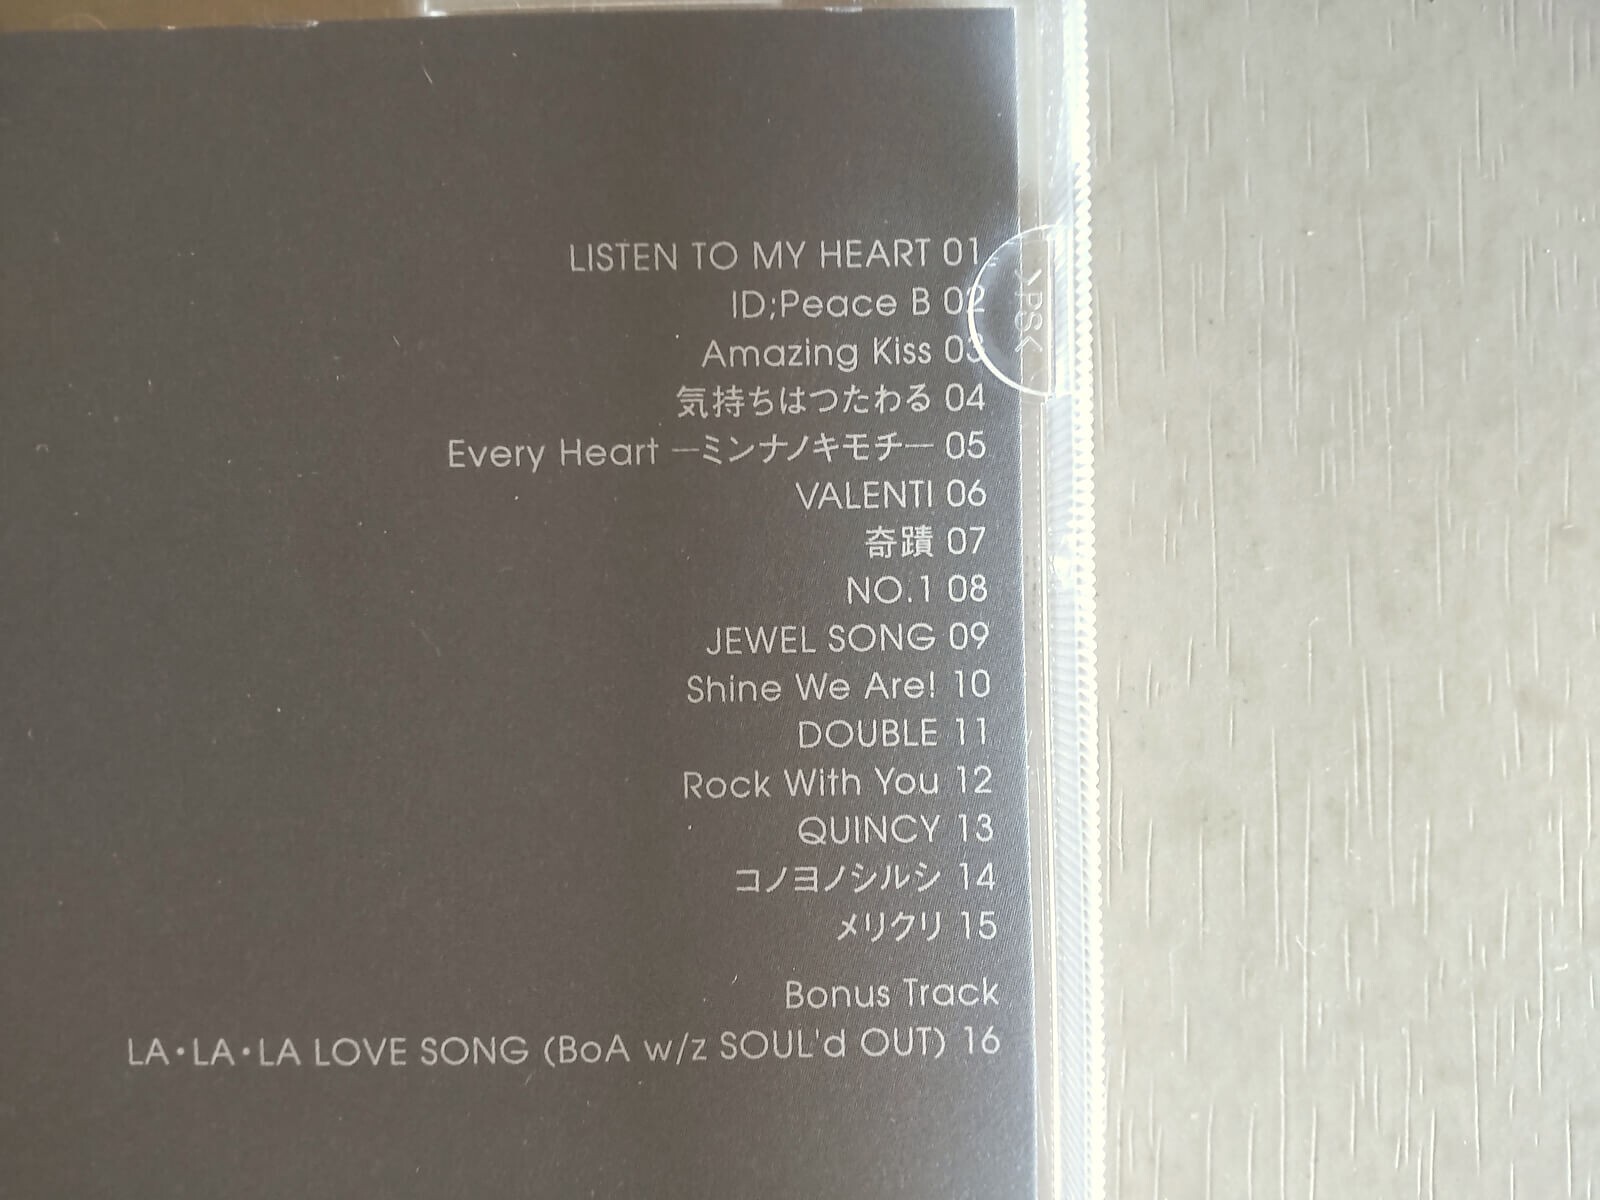 LISTEN TO MY HEART 01
ID;Peace B 02
Amazing Kiss 03
気持ちはつたわる 04
Every Heart ―ミンナノキモチ― 05
VALENTI 06
奇蹟 07
NO.1 08
JEWEL SONG 09
Shine We Are! 10
DOUBLE 11
Rock With You 12
QUINCY 13
コノヨノシルシ 14
メリクリ 15
Bonus Track
LA・LA・LA LOVE SONG (BoA w/z SOUL'd OUT) 16
>PS<